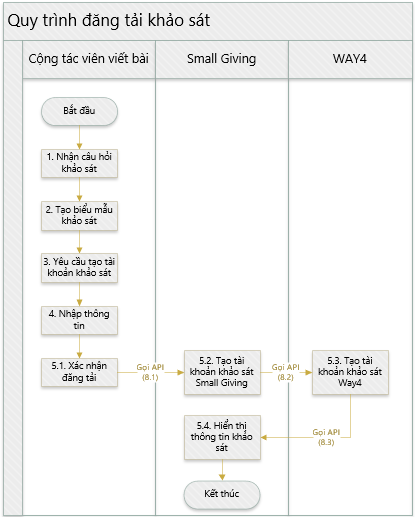 Quy trình đăng tải khảo sát
Cộng tác viên viết bài
Small Giving
WAY4
Bắt đầu
1. Nhận câu hỏi
khảo sát
2. Tạo biểu mẫu
khảo sát
3. Yêu cầu tạo tài
khoản khảo sát
4. Nhập thông
tin
5.1. Xác nhận
đăng tải
Gọi API
(8.1)
5.2. Tạo tài
khoản khảo sát
Small Giving
Gọi API
(8.2)
5.3. Tạo tài
khoản khảo sát
Way4
Gọi API
(8.3)
5.4. Hiển thị
thông tin khảo
sát
Kết thúc